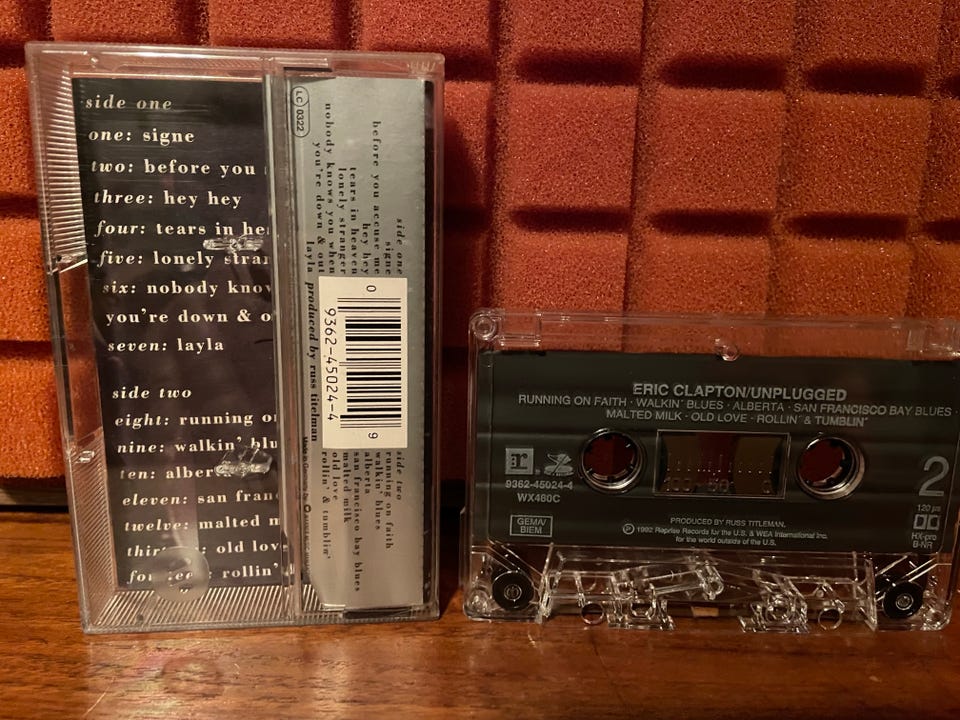 side one
one: signe
two: before you
three: hey hey
four: tears in he
five: lonely stran
six: nobody know
you're down & o
seven: layla
side two
eight: running o
nine: walkin' blu
ten: alber
eleven: san fran
twelve: malted m
old lov
rollin'
LC 0322
side one
signe
before you accuse me
hey hey
tears in heaven
lonely stranger
nobody knows you when
you're down & out
layla
produced by russ titelman
0
9362-45024-4
9
side two
running on faith
walkin' blues
alberta
san francisco bay blues
malted milk
old love
rollin' & tumblin'
ERIC CLAPTON/UNPLUGGED
RUNNING ON FAITH · WALKIN' BLUES · ALBERTA · SAN FRANCISCO BAY BLUES ·
MALTED MILK · OLD LOVE · ROLLIN' & TUMBLIN'
r
9362-45024-4
WX480C
2
GEMA/
BIEM
120 µs
HX-pro
B-NR
100 50 0
PRODUCED BY RUSS TITLEMAN.
℗ 1992 Reprise Records for the U.S. & WEA International Inc.
for the world outside of the U.S.